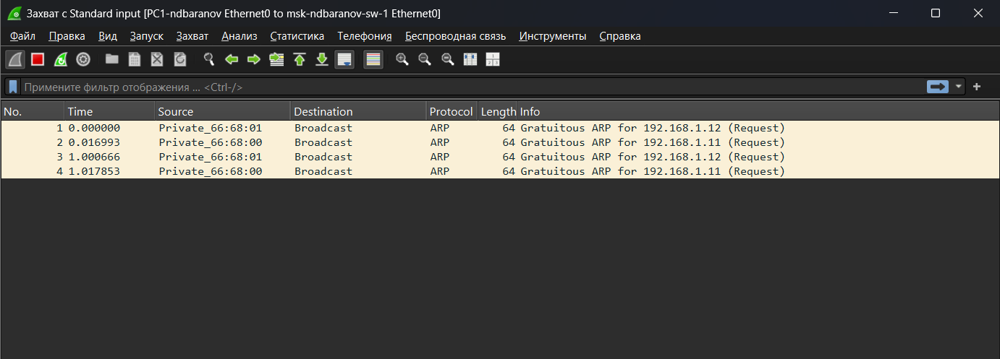 Захват с Standard input [PC1-ndbaranov Ethernet0 to msk-ndbaranov-sw-1 Ethernet0]
Файл Правка Вид Запуск Захват Анализ Статистика Телефония Беспроводная связь Инструменты Справка
Примените фильтр отображения ... <Ctrl-/>
No. Time Source Destination Protocol Length Info
1 0.000000 Private_66:68:01 Broadcast ARP 64 Gratuitous ARP for 192.168.1.12 (Request)
2 0.016993 Private_66:68:00 Broadcast ARP 64 Gratuitous ARP for 192.168.1.11 (Request)
3 1.000666 Private_66:68:01 Broadcast ARP 64 Gratuitous ARP for 192.168.1.12 (Request)
4 1.017853 Private_66:68:00 Broadcast ARP 64 Gratuitous ARP for 192.168.1.11 (Request)